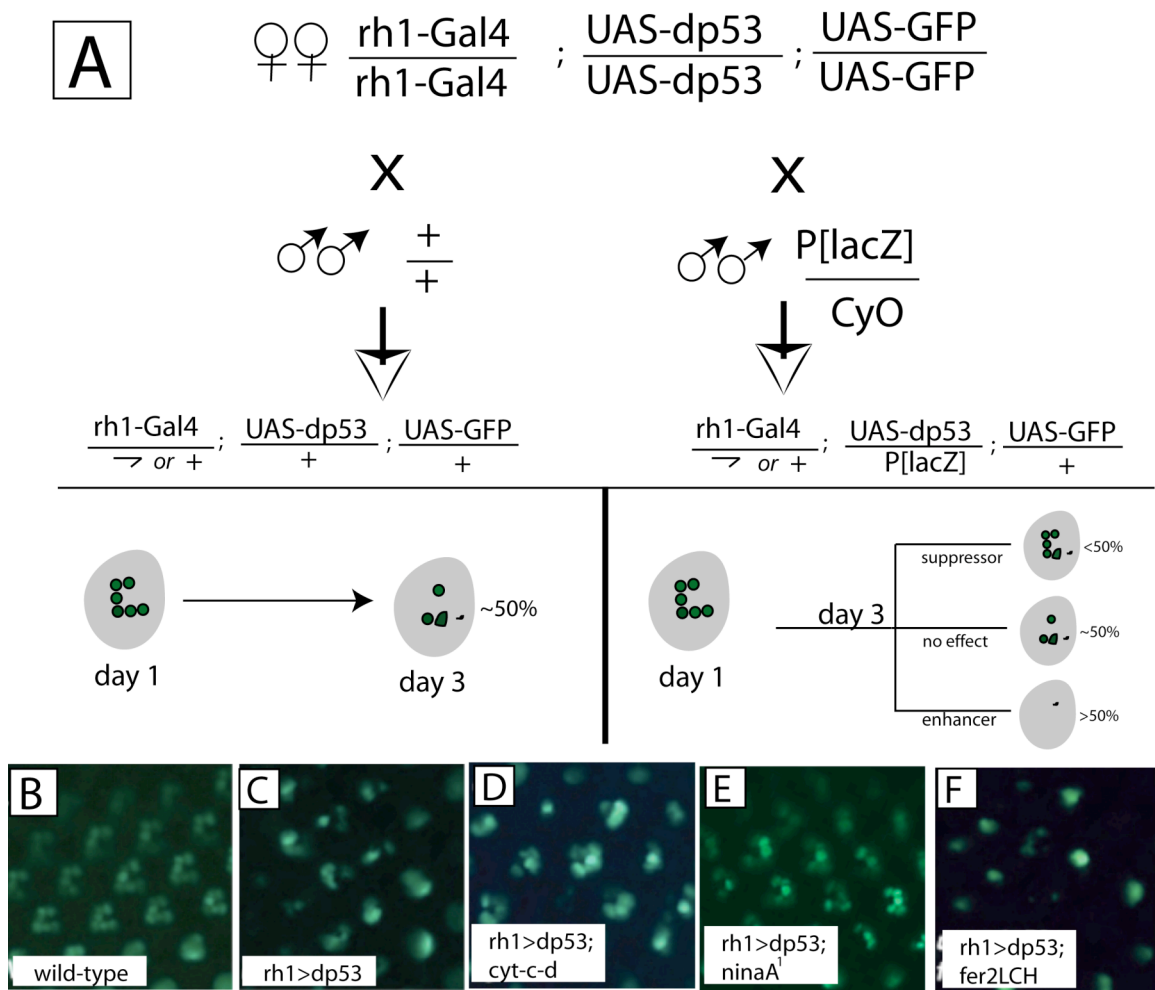 A
rh1-Gal4 ; UAS-dp53 ; UAS-GFP
rh1-Gal4 UAS-dp53 UAS-GFP
X X
+
+
P[lacZ]
CyO
rh1-Gal4 ; UAS-dp53 ; UAS-GFP
or + + +
rh1-Gal4 ; UAS-dp53 ; UAS-GFP
or + P[lacZ] +
day 1
~50%
day 3
day 1
day 3
suppressor
<50%
no effect
~50%
enhancer
>50%
B
wild-type
C
rh1>dp53
D
rh1>dp53;
cyt-c-d
E
rh1>dp53;
ninaA¹
F
rh1>dp53;
fer2LCH